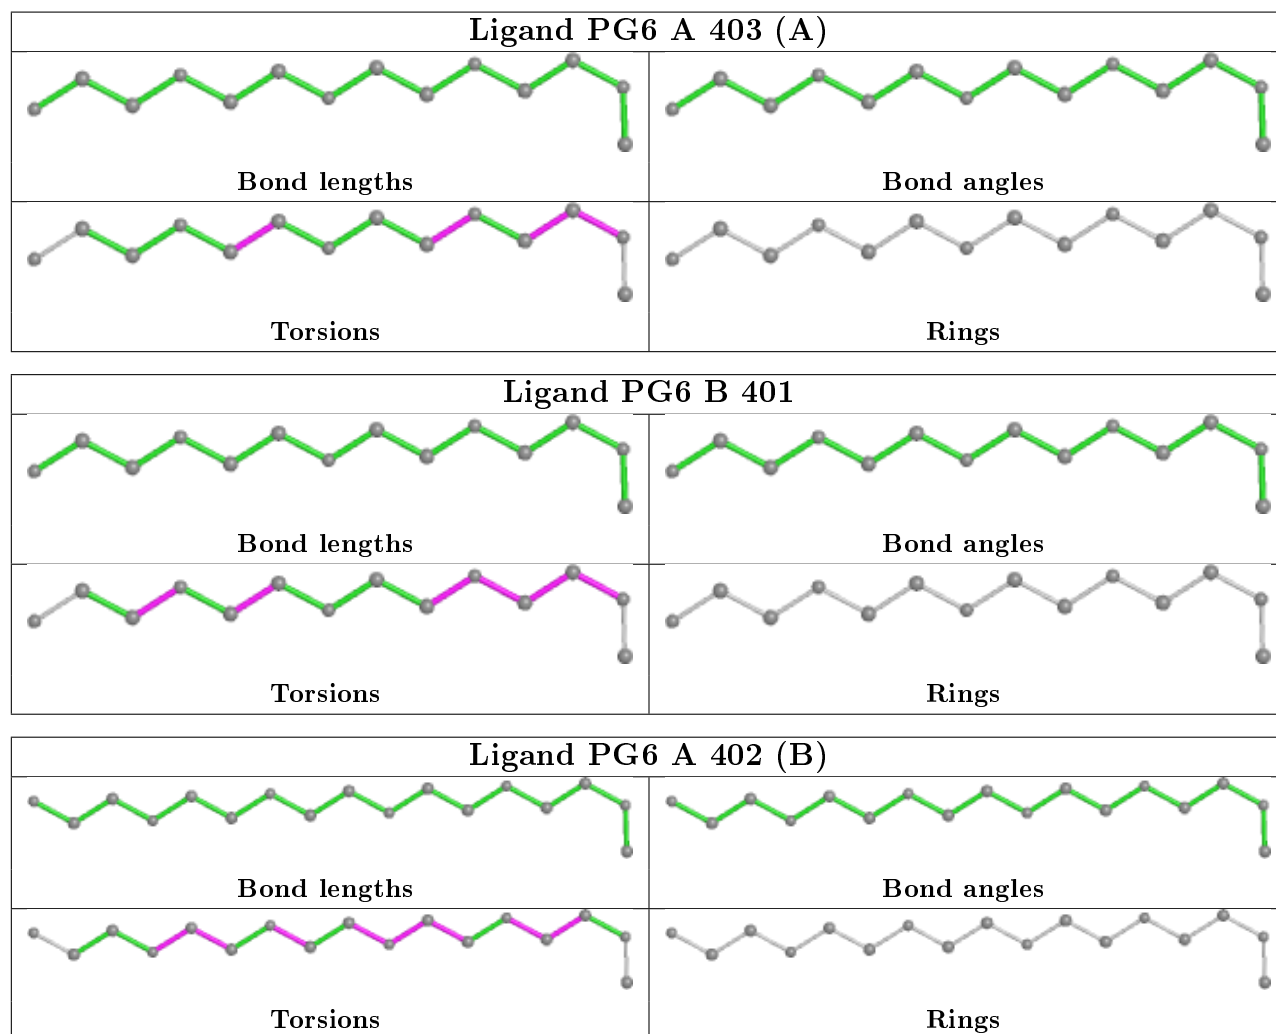 Ligand PG6 A 403 (A)
Bond lengths
Bond angles
Torsions
Rings
Ligand PG6 B 401
Bond lengths
Bond angles
Torsions
Rings
Ligand PG6 A 402 (B)
Bond lengths
Bond angles
Torsions
Rings